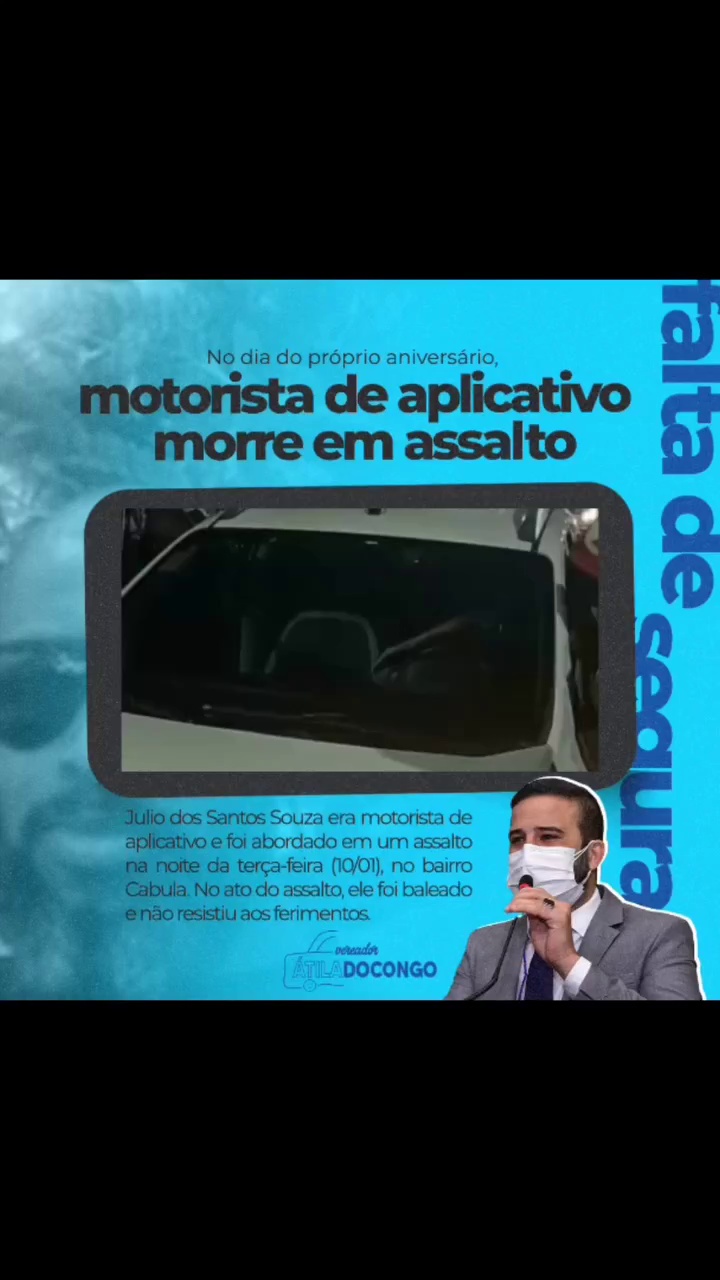 No dia do próprio aniversário,
motorista de aplicativo
morre em assalto
falta de
segura
Julio dos Santos Souza era motorista de
aplicativo e foi abordado em um assalto
na noite da terça-feira (10/01), no bairro
Cabula. No ato do assalto, ele foi baleado
e não resistiu aos ferimentos.
vereador
ÁTILADOCONGO